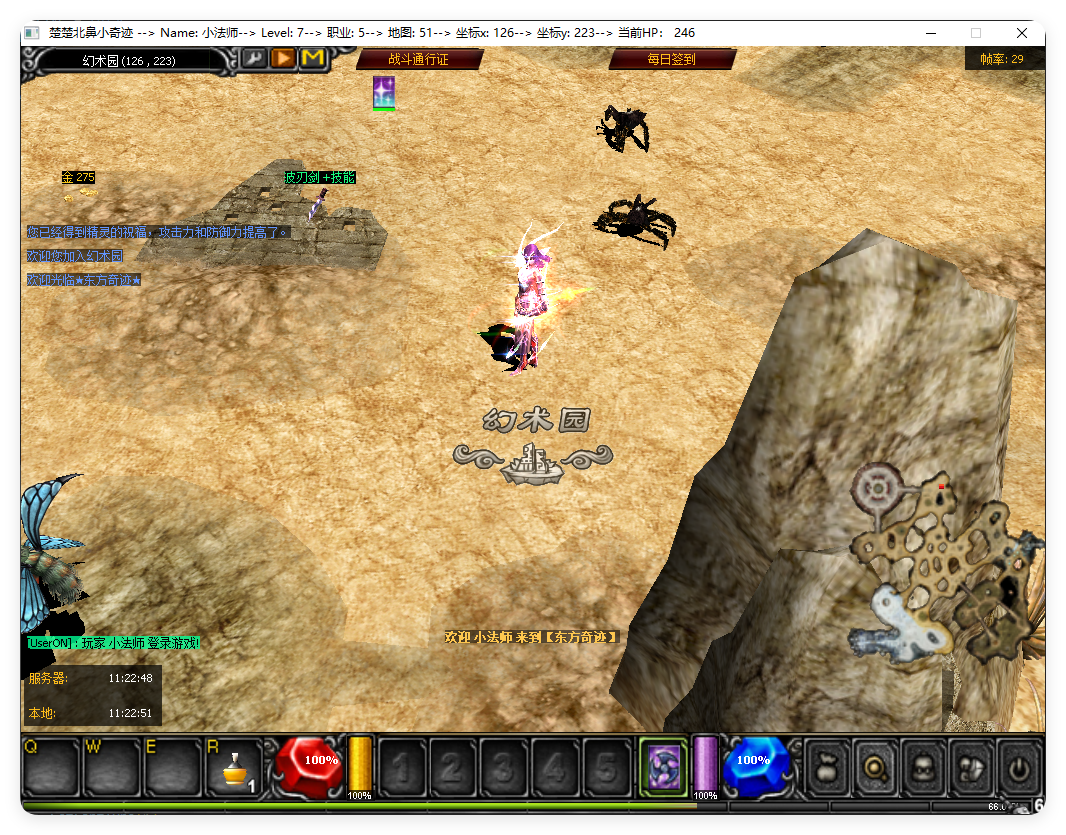 楚楚北鼻小奇迹 --> Name: 小法师--> Level: 7--> 职业: 5--> 地图: 51--> 坐标x: 126--> 坐标y: 223--> 当前HP: 246
幻术园 (126 , 223)
M
战斗通行证
每日签到
帧率: 29
金 275
波刃剑 +技能
您已经得到精灵的祝福，攻击力和防御力提高了。
欢迎您加入幻术园
欢迎光临★东方奇迹★
幻术园
[UserON] : 玩家 小法师 登录游戏!
欢迎 小法师 来到【东方奇迹】
服务器: 11:22:48
本地: 11:22:51
Q W E R
1
100%
100%
1 2 3 4 5
100%
100%
6